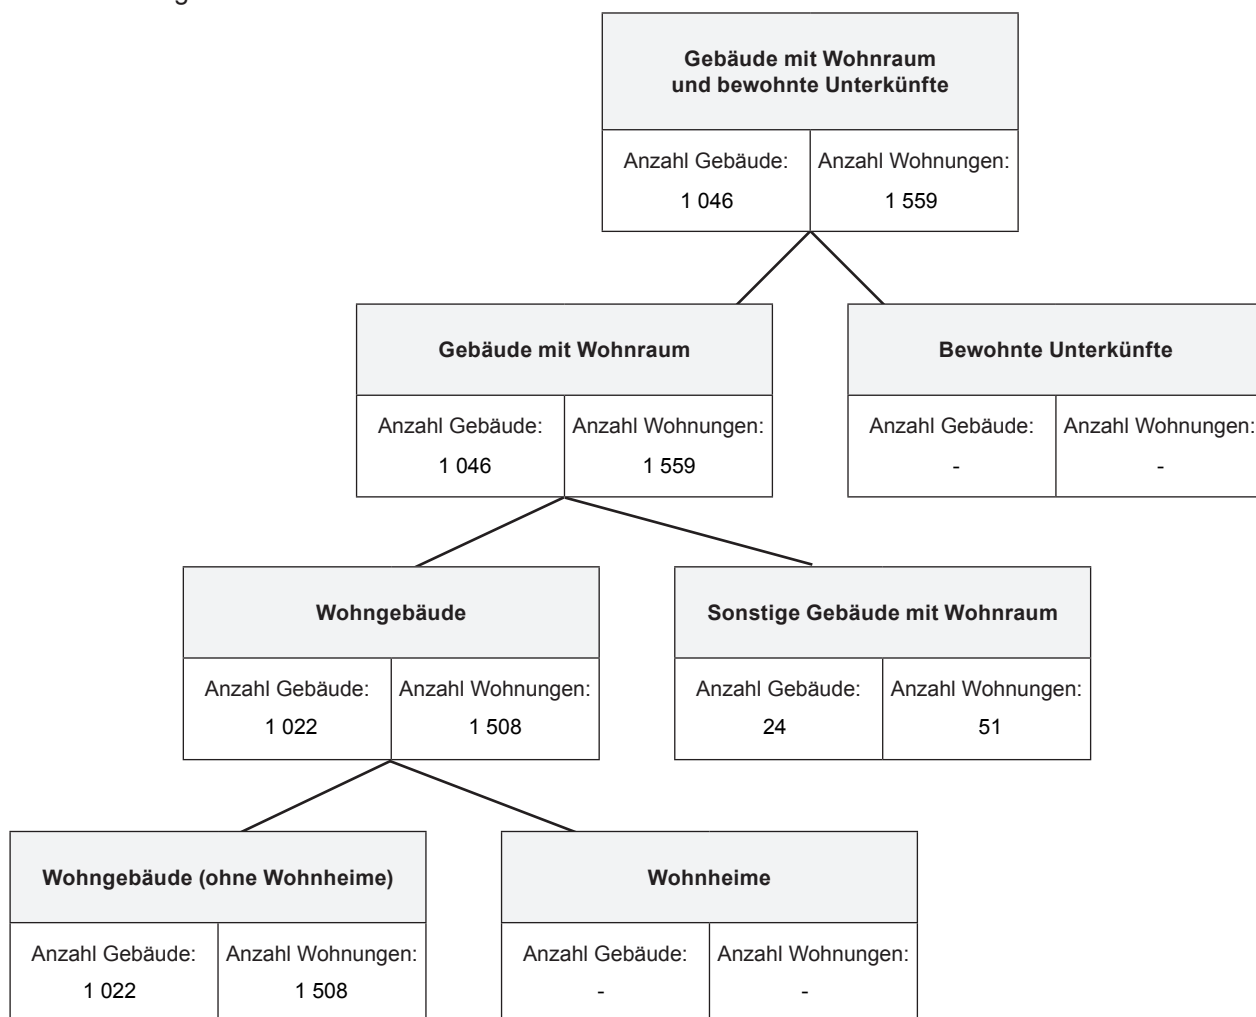 Gebäude mit Wohnraum
und bewohnte Unterkünfte
Anzahl Gebäude: Anzahl Wohnungen:
1 046 1 559
Gebäude mit Wohnraum Bewohnte Unterkünfte
Anzahl Gebäude: Anzahl Wohnungen: Anzahl Gebäude: Anzahl Wohnungen:
1 046 1 559 - -
Wohngebäude Sonstige Gebäude mit Wohnraum
Anzahl Gebäude: Anzahl Wohnungen: Anzahl Gebäude: Anzahl Wohnungen:
1 022 1 508 24 51
Wohngebäude (ohne Wohnheime) Wohnheime
Anzahl Gebäude: Anzahl Wohnungen: Anzahl Gebäude: Anzahl Wohnungen:
1 022 1 508 - -